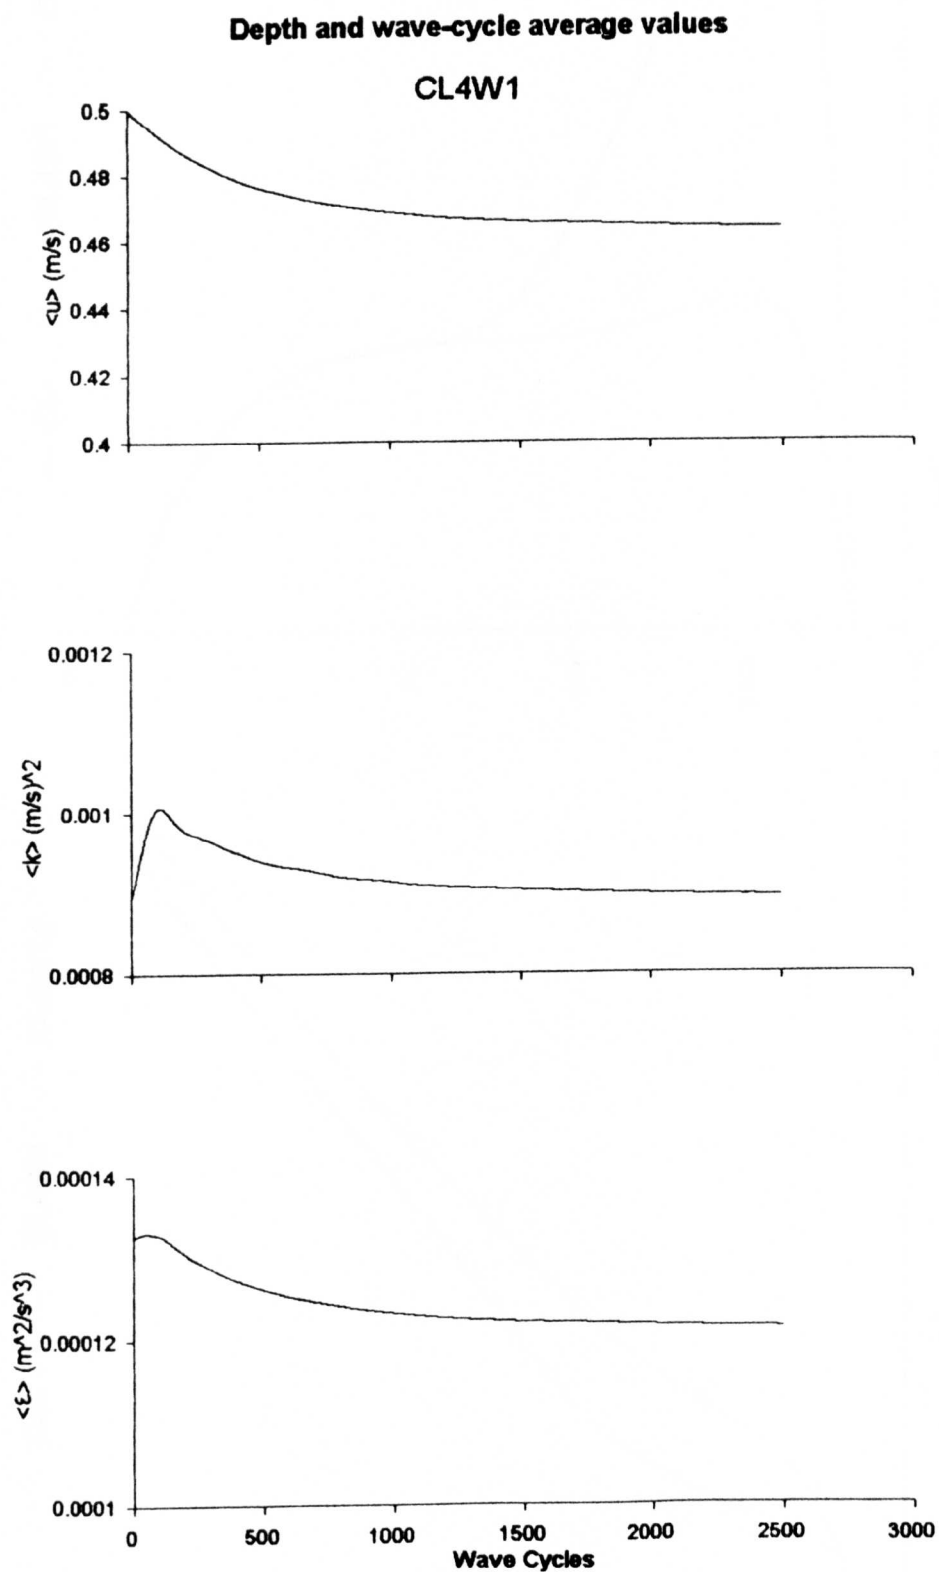 Depth and wave-cycle average values
CL4W1
0.5
0.48
0.46
0.44
0.42
0.4
<u> (m/s)
0.0012
0.001
0.0008
<k> (m/s)^2
0.00014
0.00012
0.0001
<ε> (m^2/s^3)
0 500 1000 1500 2000 2500 3000
Wave Cycles